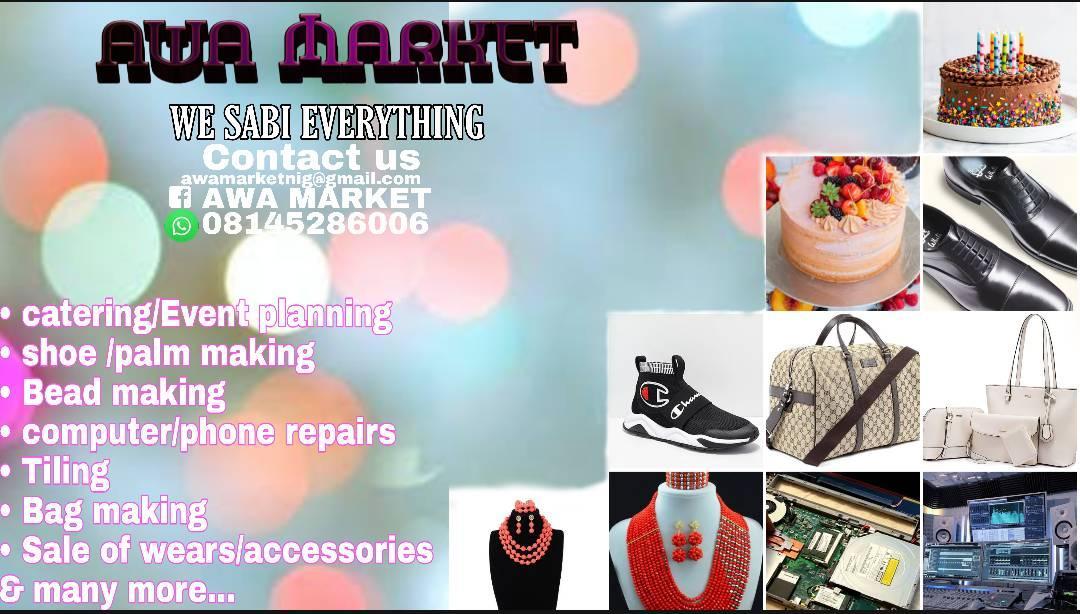 AWA MARKET
WE SABI EVERYTHING
Contact us
awamarketnig@gmail.com
AWA MARKET
08145286006
• catering/Event planning
• shoe /palm making
• Bead making
• computer/phone repairs
• Tiling
• Bag making
• Sale of wears/accessories
& many more...
Champ